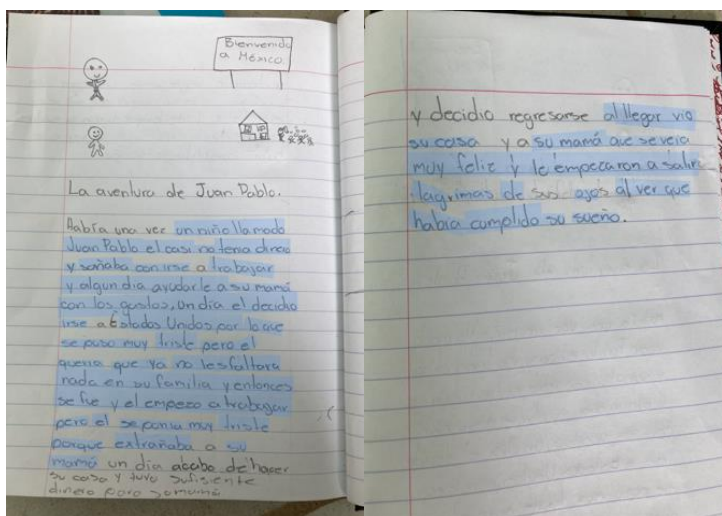 Bienvenido
a México
La aventura de Juan Pablo.
Había una vez un niño llamado
Juan Pablo el casi no tenia dinero
y soñaba con irse a trabajar
y algun dia ayudarle a su mamá
con los gastos, Un dia el decidio
irse a Estados Unidos por lo que
se puso muy triste pero el
queria que ya no les faltara
nada en su familia y entonces
se fue y el empezo a trabajar
pero el se ponia muy triste
porque extrañaba a su
mamá un dia acabo de hacer
su casa y tuvo sufisiente
dinero para su mamá
y decidio regresarse al llegar vio
su casa y a su mamá que se veia
muy feliz y le empezaron a salir
lagrimas de sus ojos al ver que
habia cumplido su sueño.